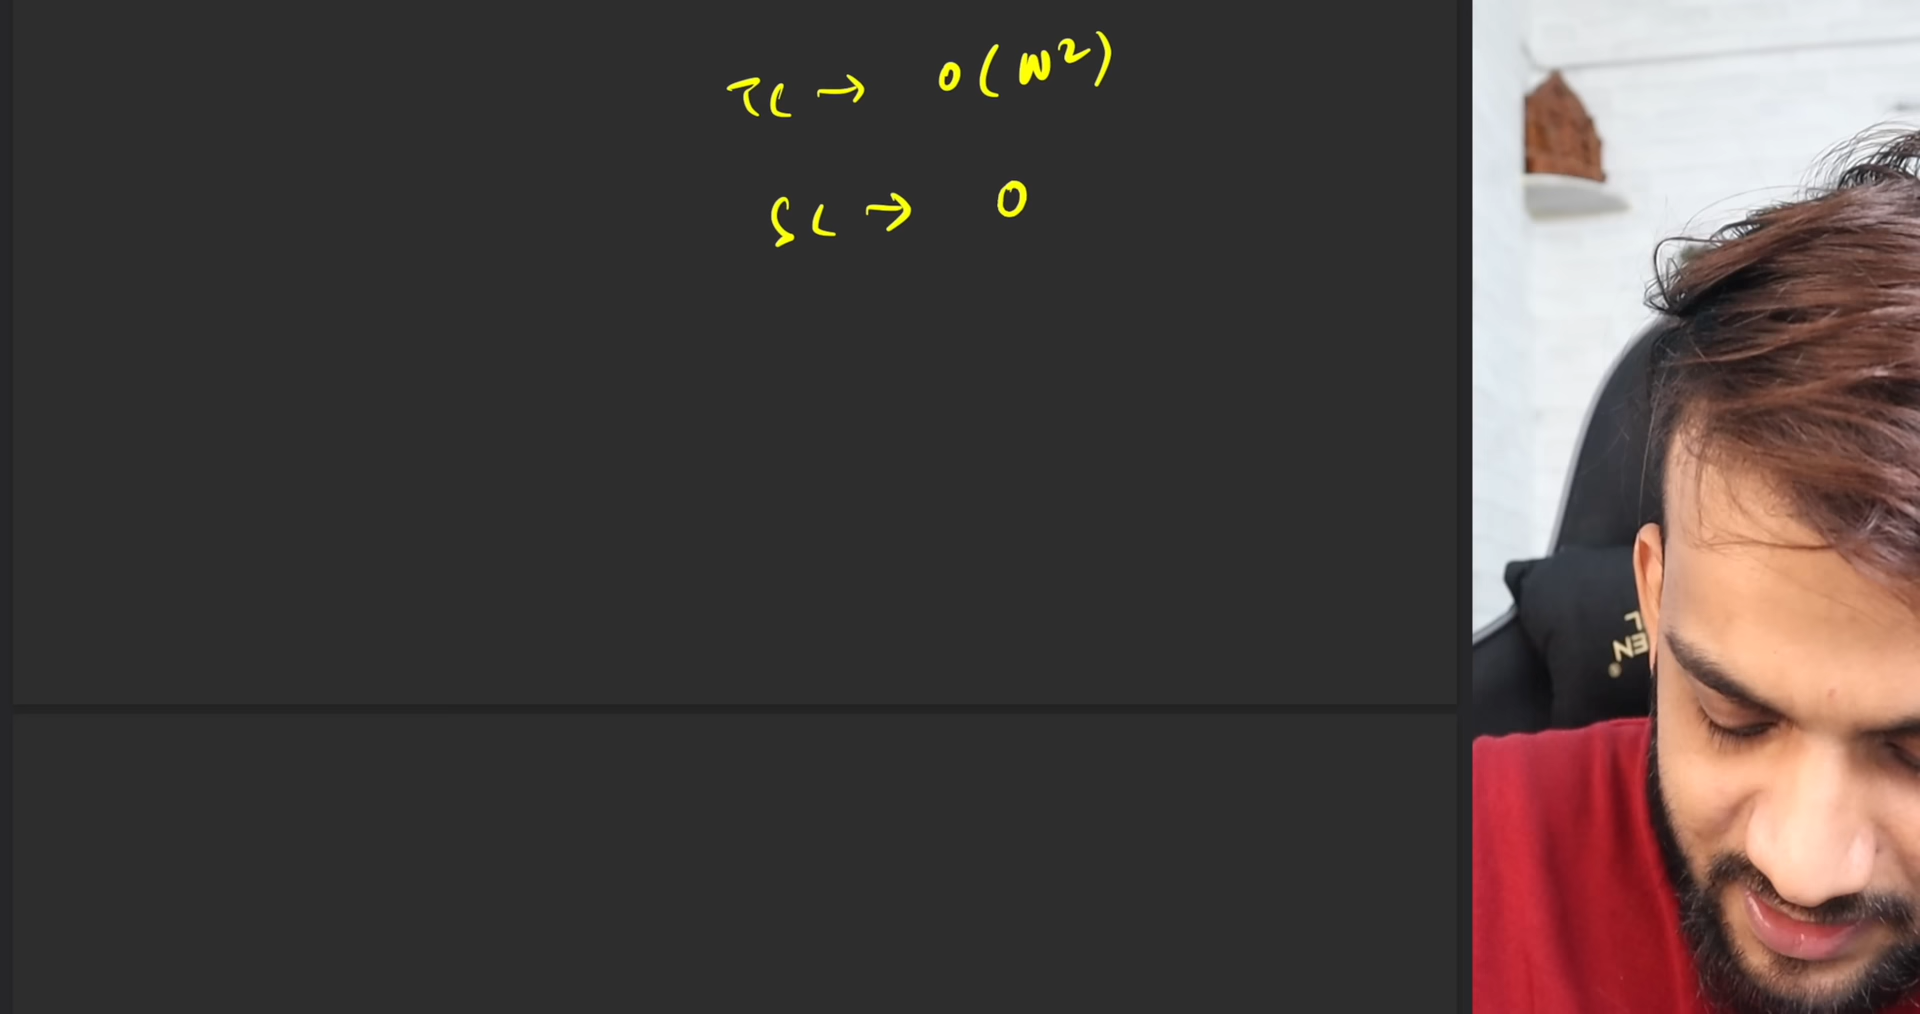 TC → O(N²)
SC → O